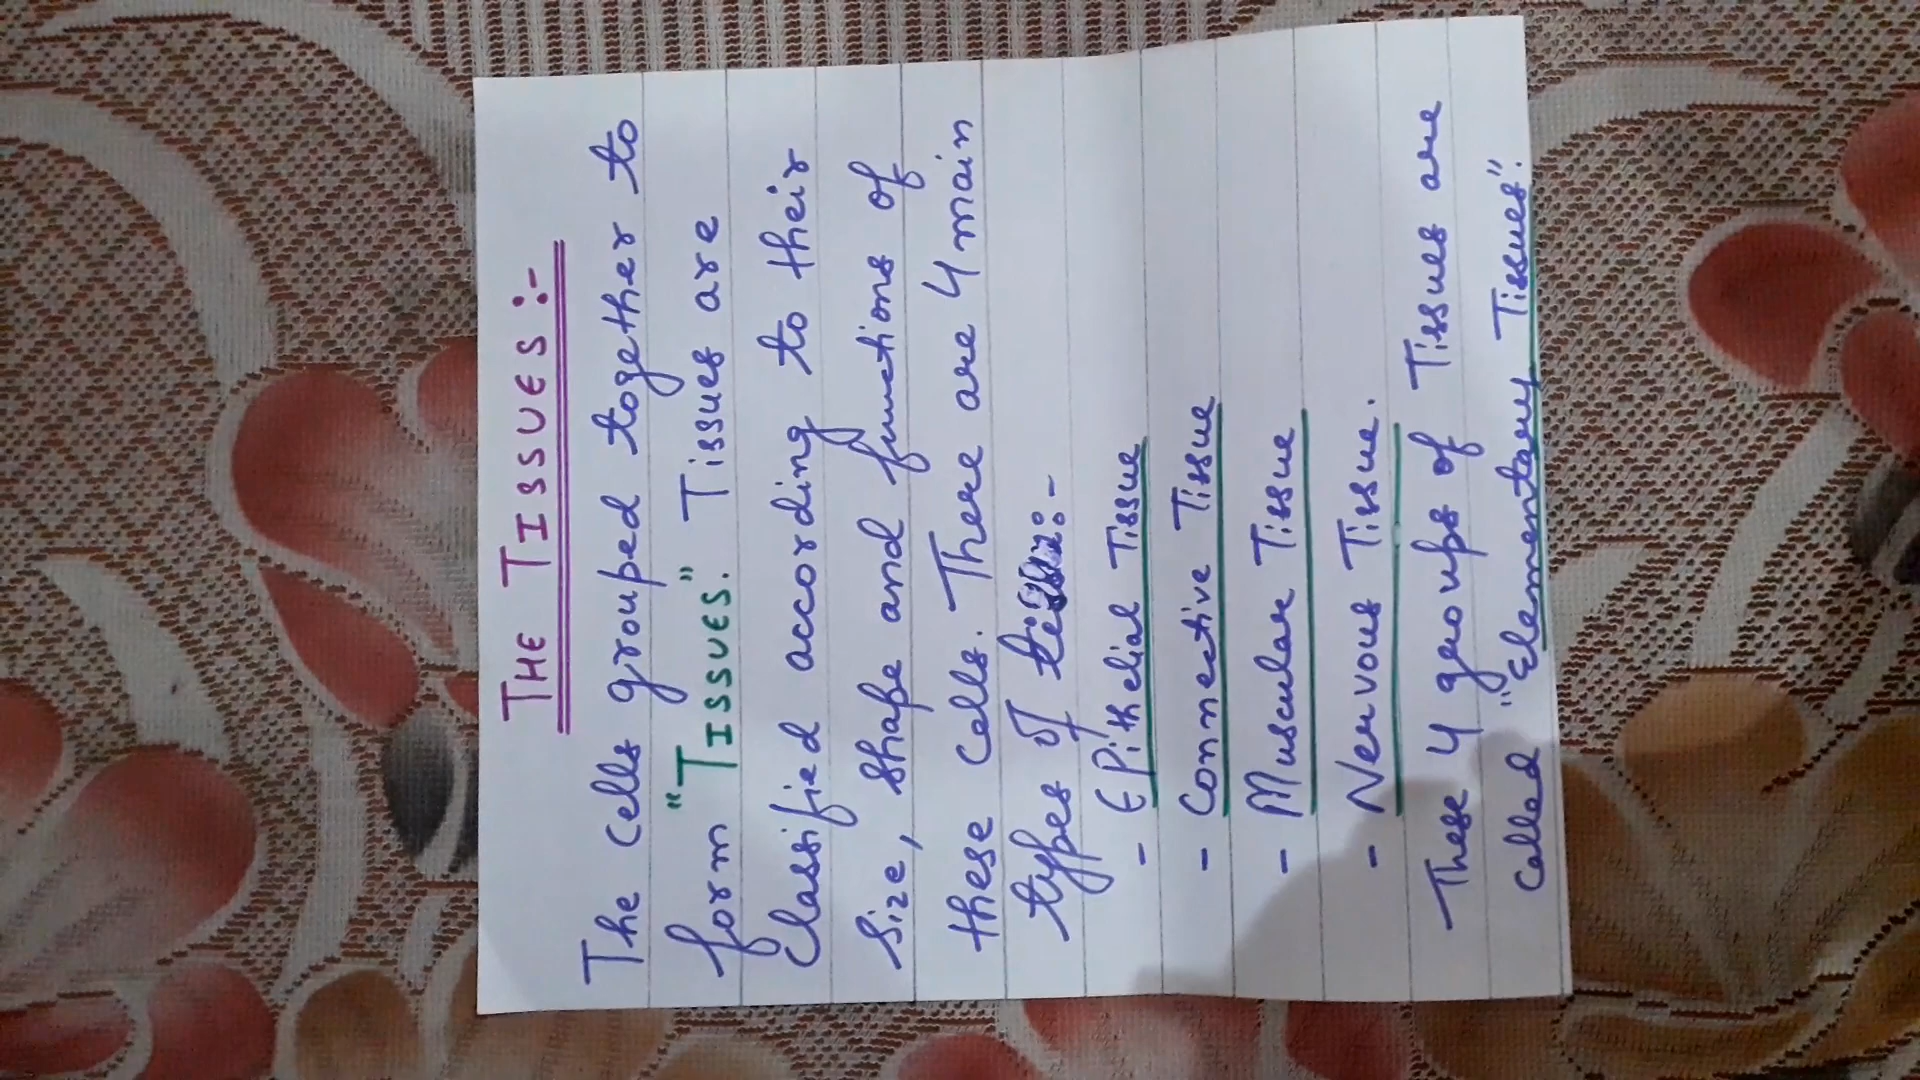 THE TISSUES:-
The cells grouped together to
form "TISSUES". Tissues are
classified according to their
size, shape and functions of
these cells. There are 4 main
types of :-
- Epithelial Tissue
- Connective Tissue
- Muscular Tissue
- Nervous Tissue.
These 4 groups of Tissues are
called "Elementary Tissues".